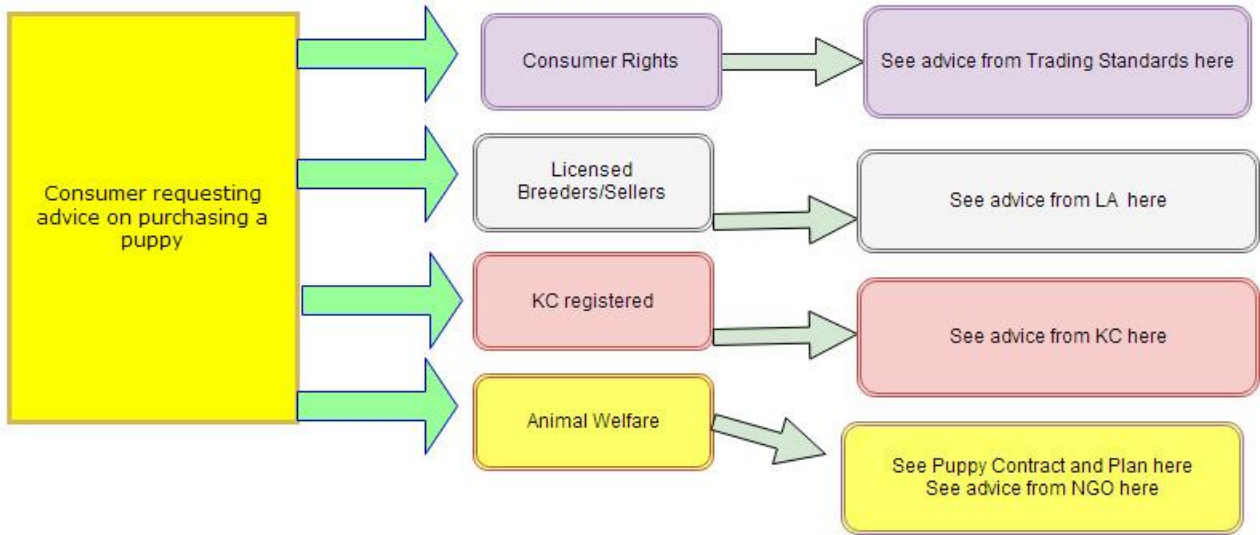 Consumer requesting
advice on purchasing a
puppy
Consumer Rights
See advice from Trading Standards here
Licensed
Breeders/Sellers
See advice from LA here
KC registered
See advice from KC here
Animal Welfare
See Puppy Contract and Plan here
See advice from NGO here